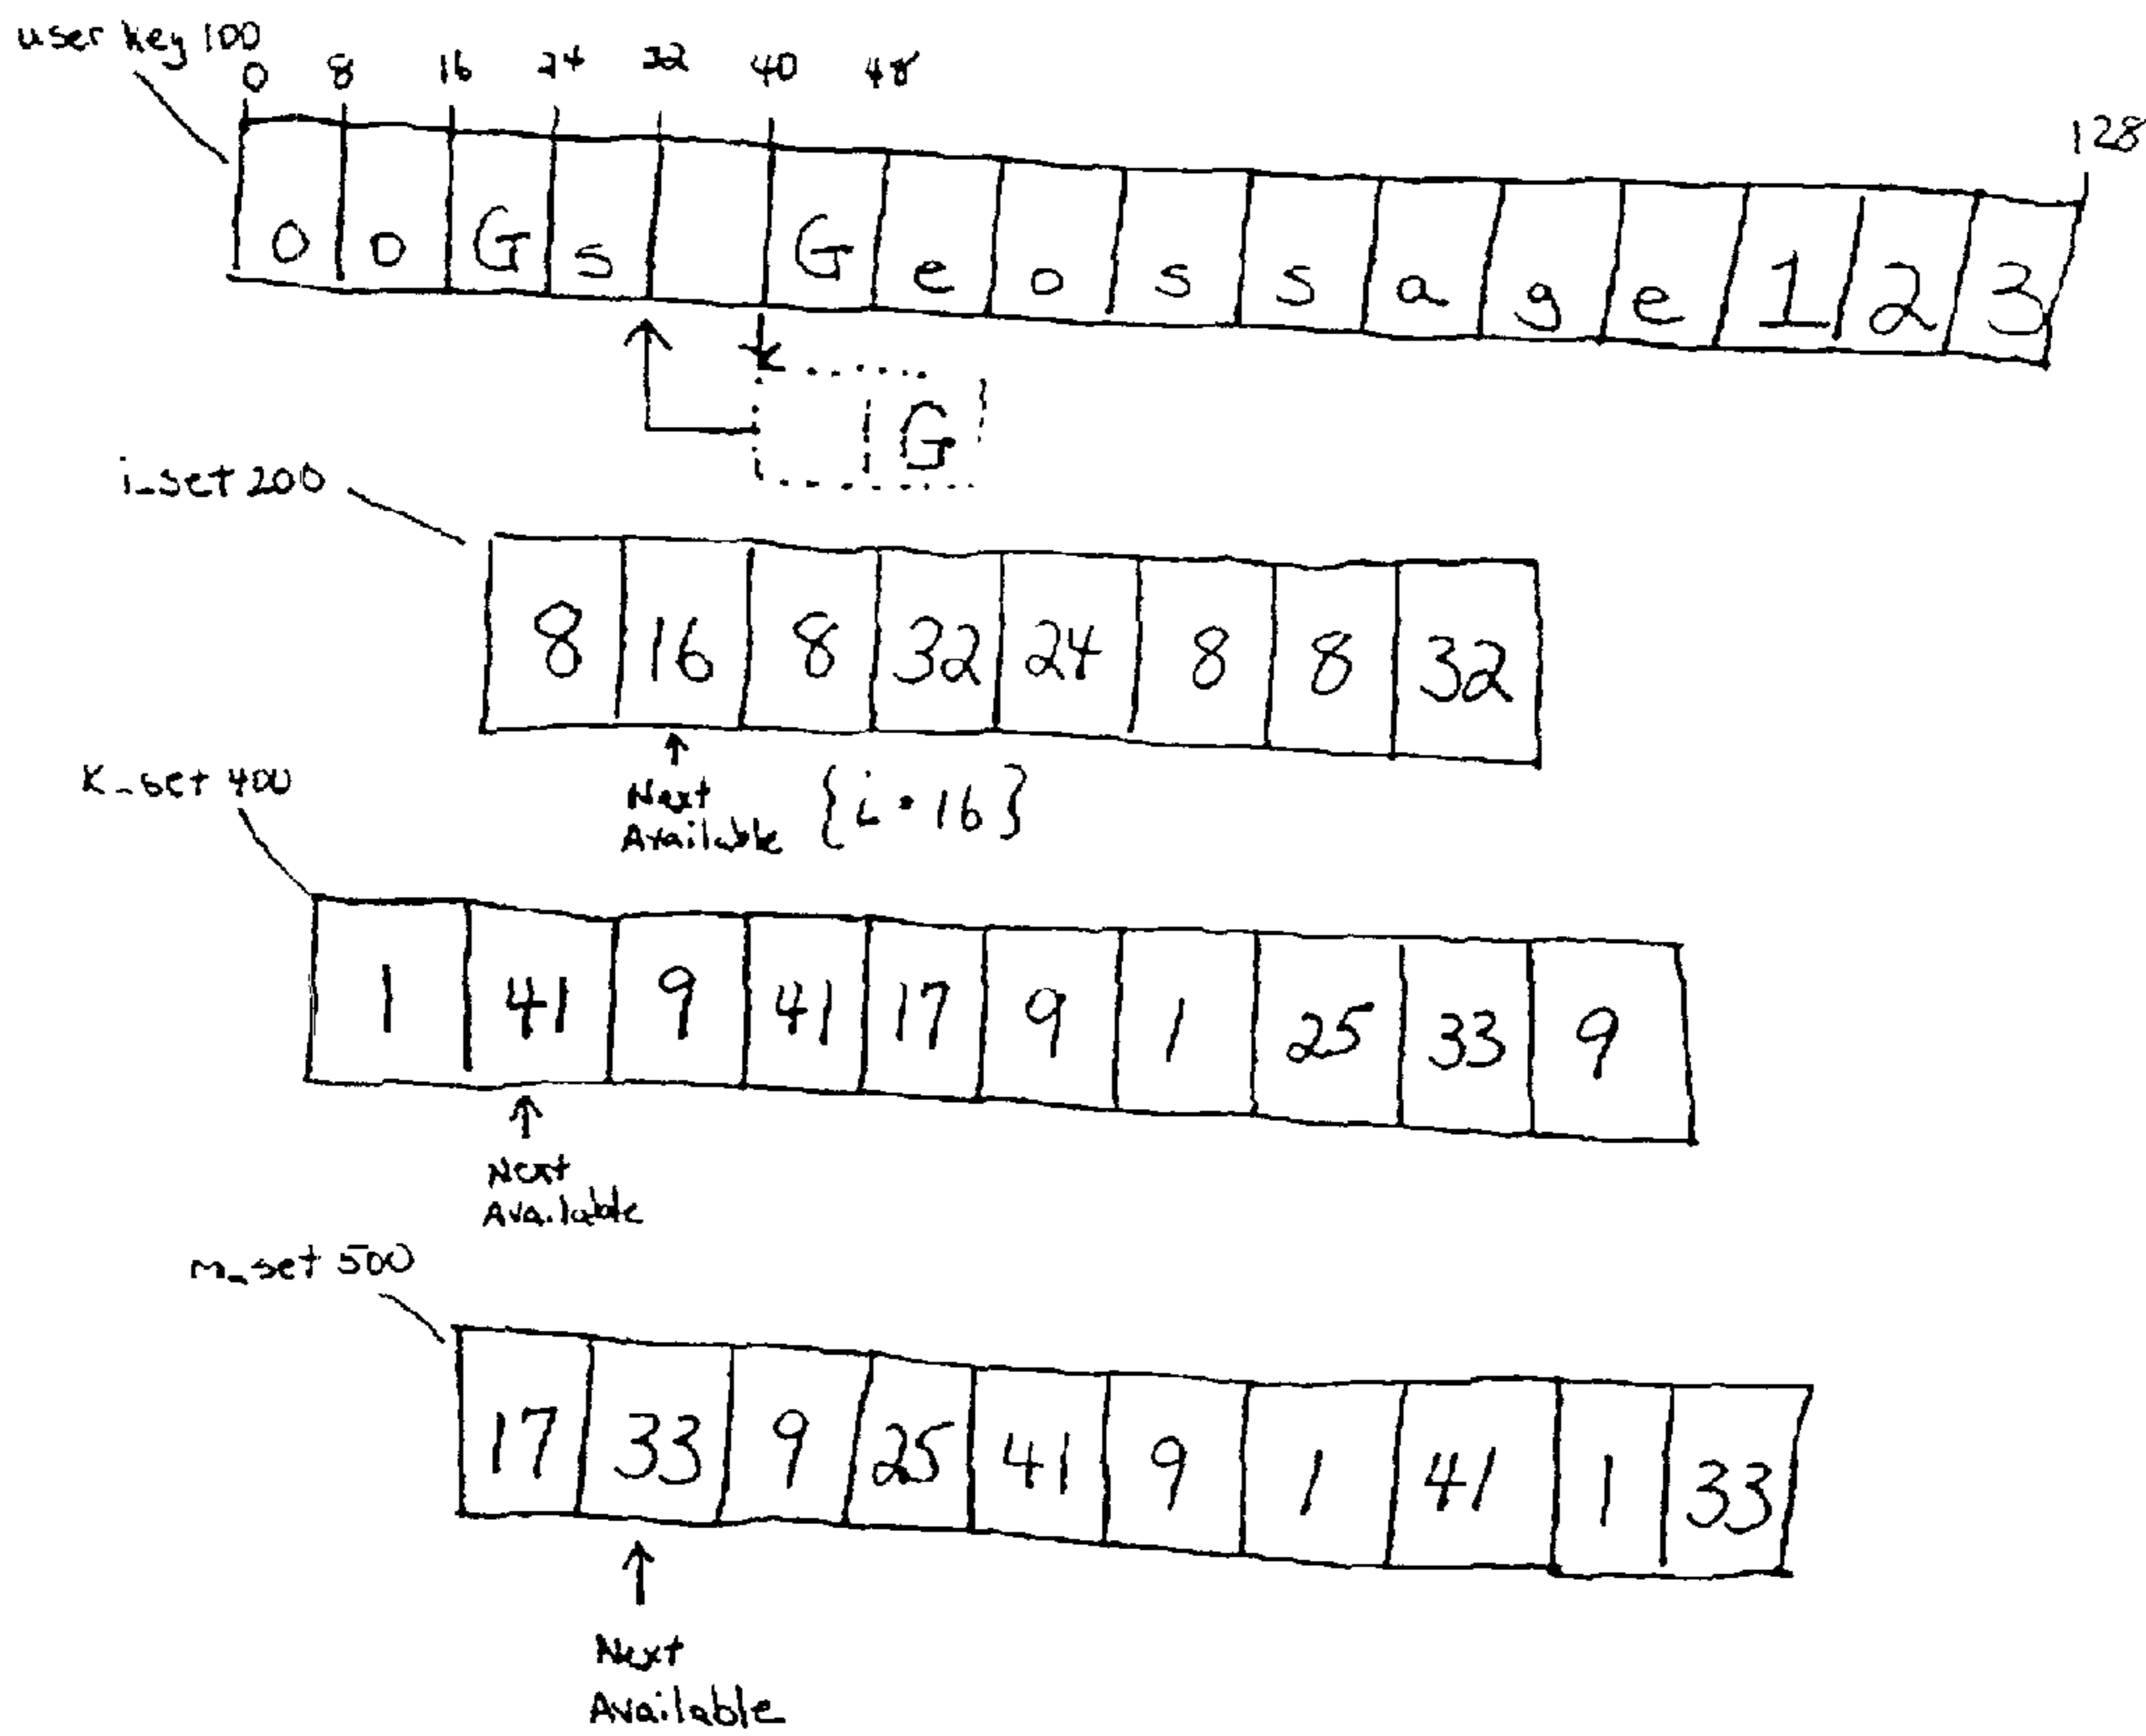 user key 100
0 8 16 24 32 40 48 128
o o G s G e o s s a g e 1 2 3
G
i_set 200
8 16 8 32 24 8 8 32
Next
Available {i • 16}
K_set 400
1 41 9 41 17 9 1 25 33 9
Next
Available
m_set 500
17 33 9 25 41 9 1 41 1 33
Next
Available